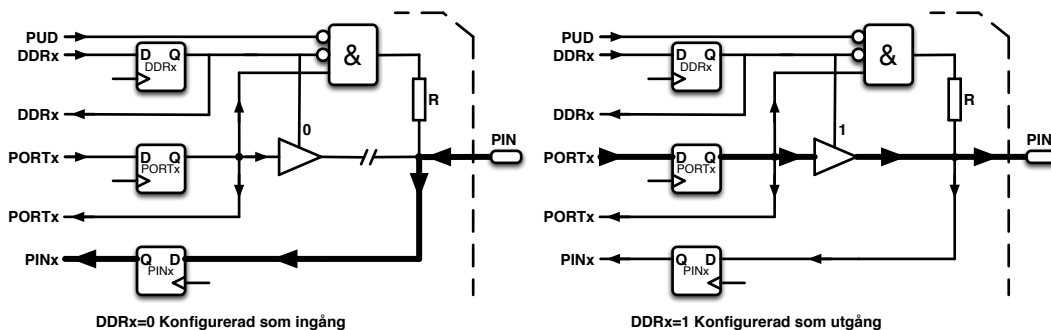 PUD
DDRx
D Q
DDRx
&
R
DDRx
0
PIN
PORTx
D Q
PORTx
PORTx
PINx
Q D
PINx
DDRx=0 Konfigurerad som ingång
PUD
DDRx
D Q
DDRx
&
R
DDRx
1
PIN
PORTx
D Q
PORTx
PORTx
PINx
Q D
PINx
DDRx=1 Konfigurerad som utgång